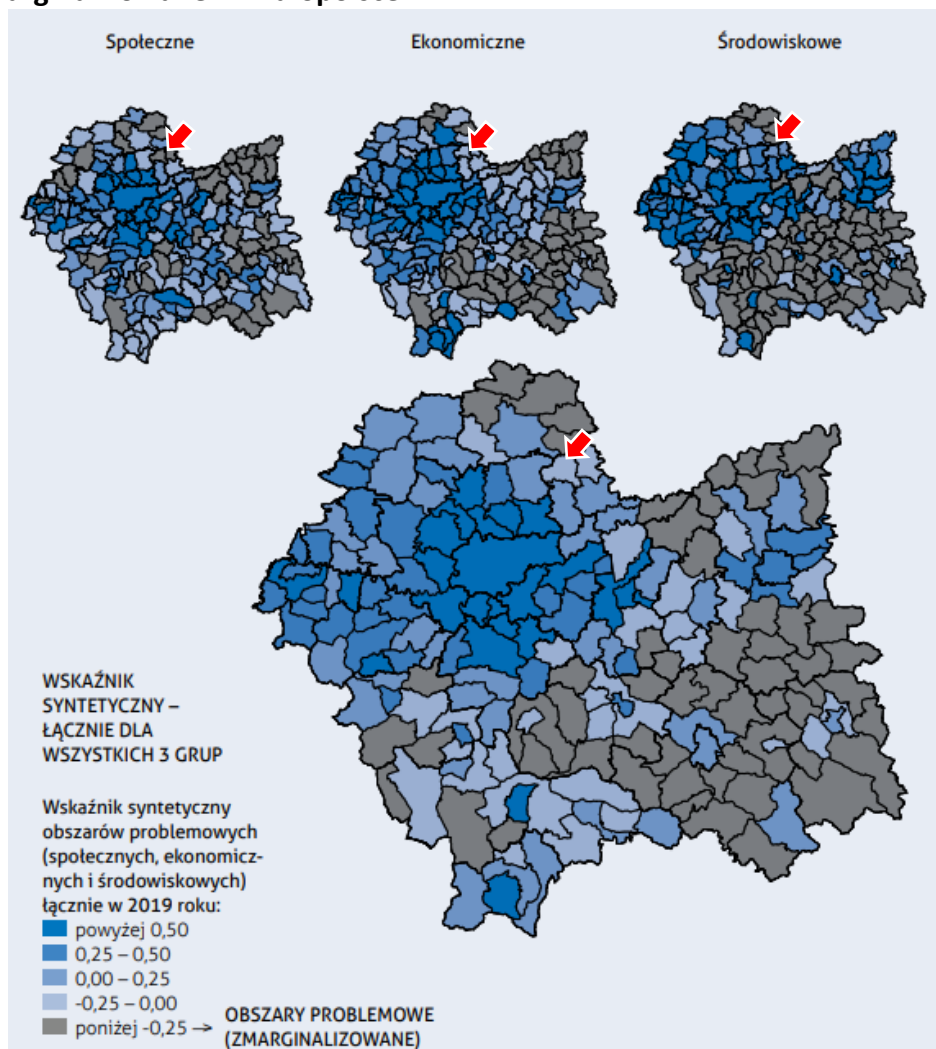 Społeczne Ekonomiczne Środowiskowe
WSKAŹNIK
SYNTETYCZNY –
ŁĄCZNIE DLA
WSZYSTKICH 3 GRUP
Wskaźnik syntetyczny
obszarów problemowych
(społecznych, ekonomicz-
nych i środowiskowych)
łącznie w 2019 roku:
powyżej 0,50
0,25 – 0,50
0,00 – 0,25
-0,25 – 0,00
poniżej -0,25 → OBSZARY PROBLEMOWE
(ZMARGINALIZOWANE)